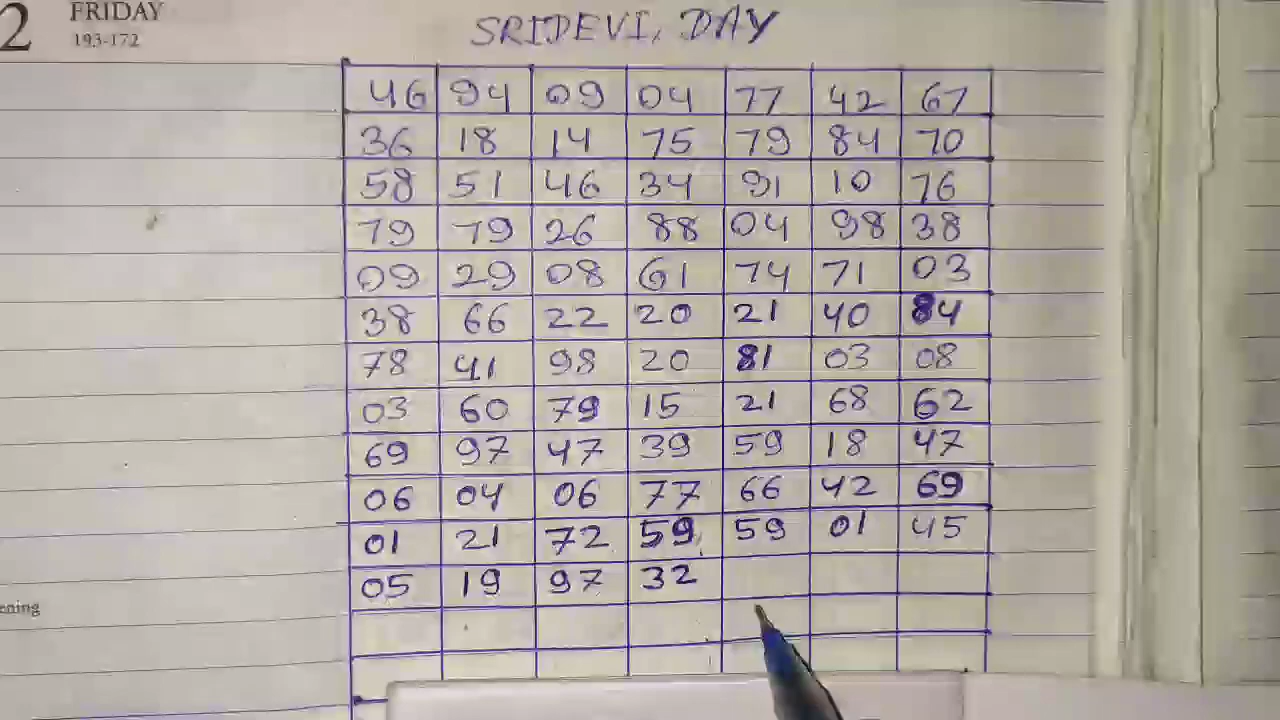 2 FRIDAY
193-172
SRIDEVI, DAY
46 94 09 04 77 42 67
36 18 14 75 79 84 70
58 51 46 34 91 10 76
79 79 26 88 04 98 38
09 29 08 61 74 71 03
38 66 22 20 21 40 84
78 41 98 20 81 03 08
03 60 79 15 21 68 62
69 97 47 39 59 18 47
06 04 06 77 66 42 69
01 21 72 59 59 01 45
05 19 97 32
ening